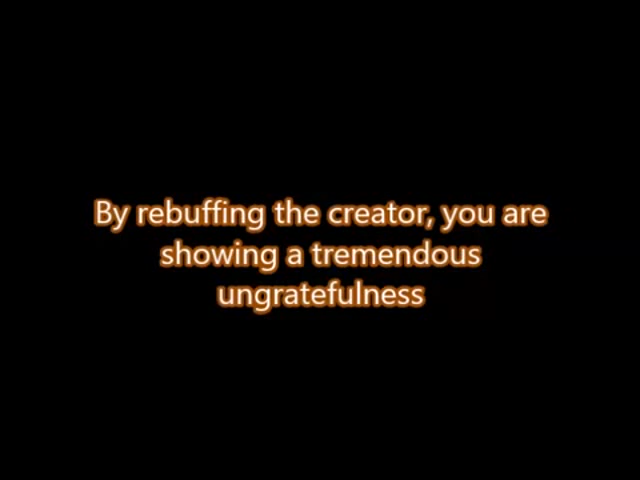 By rebuffing the creator, you are
showing a tremendous
ungratefulness